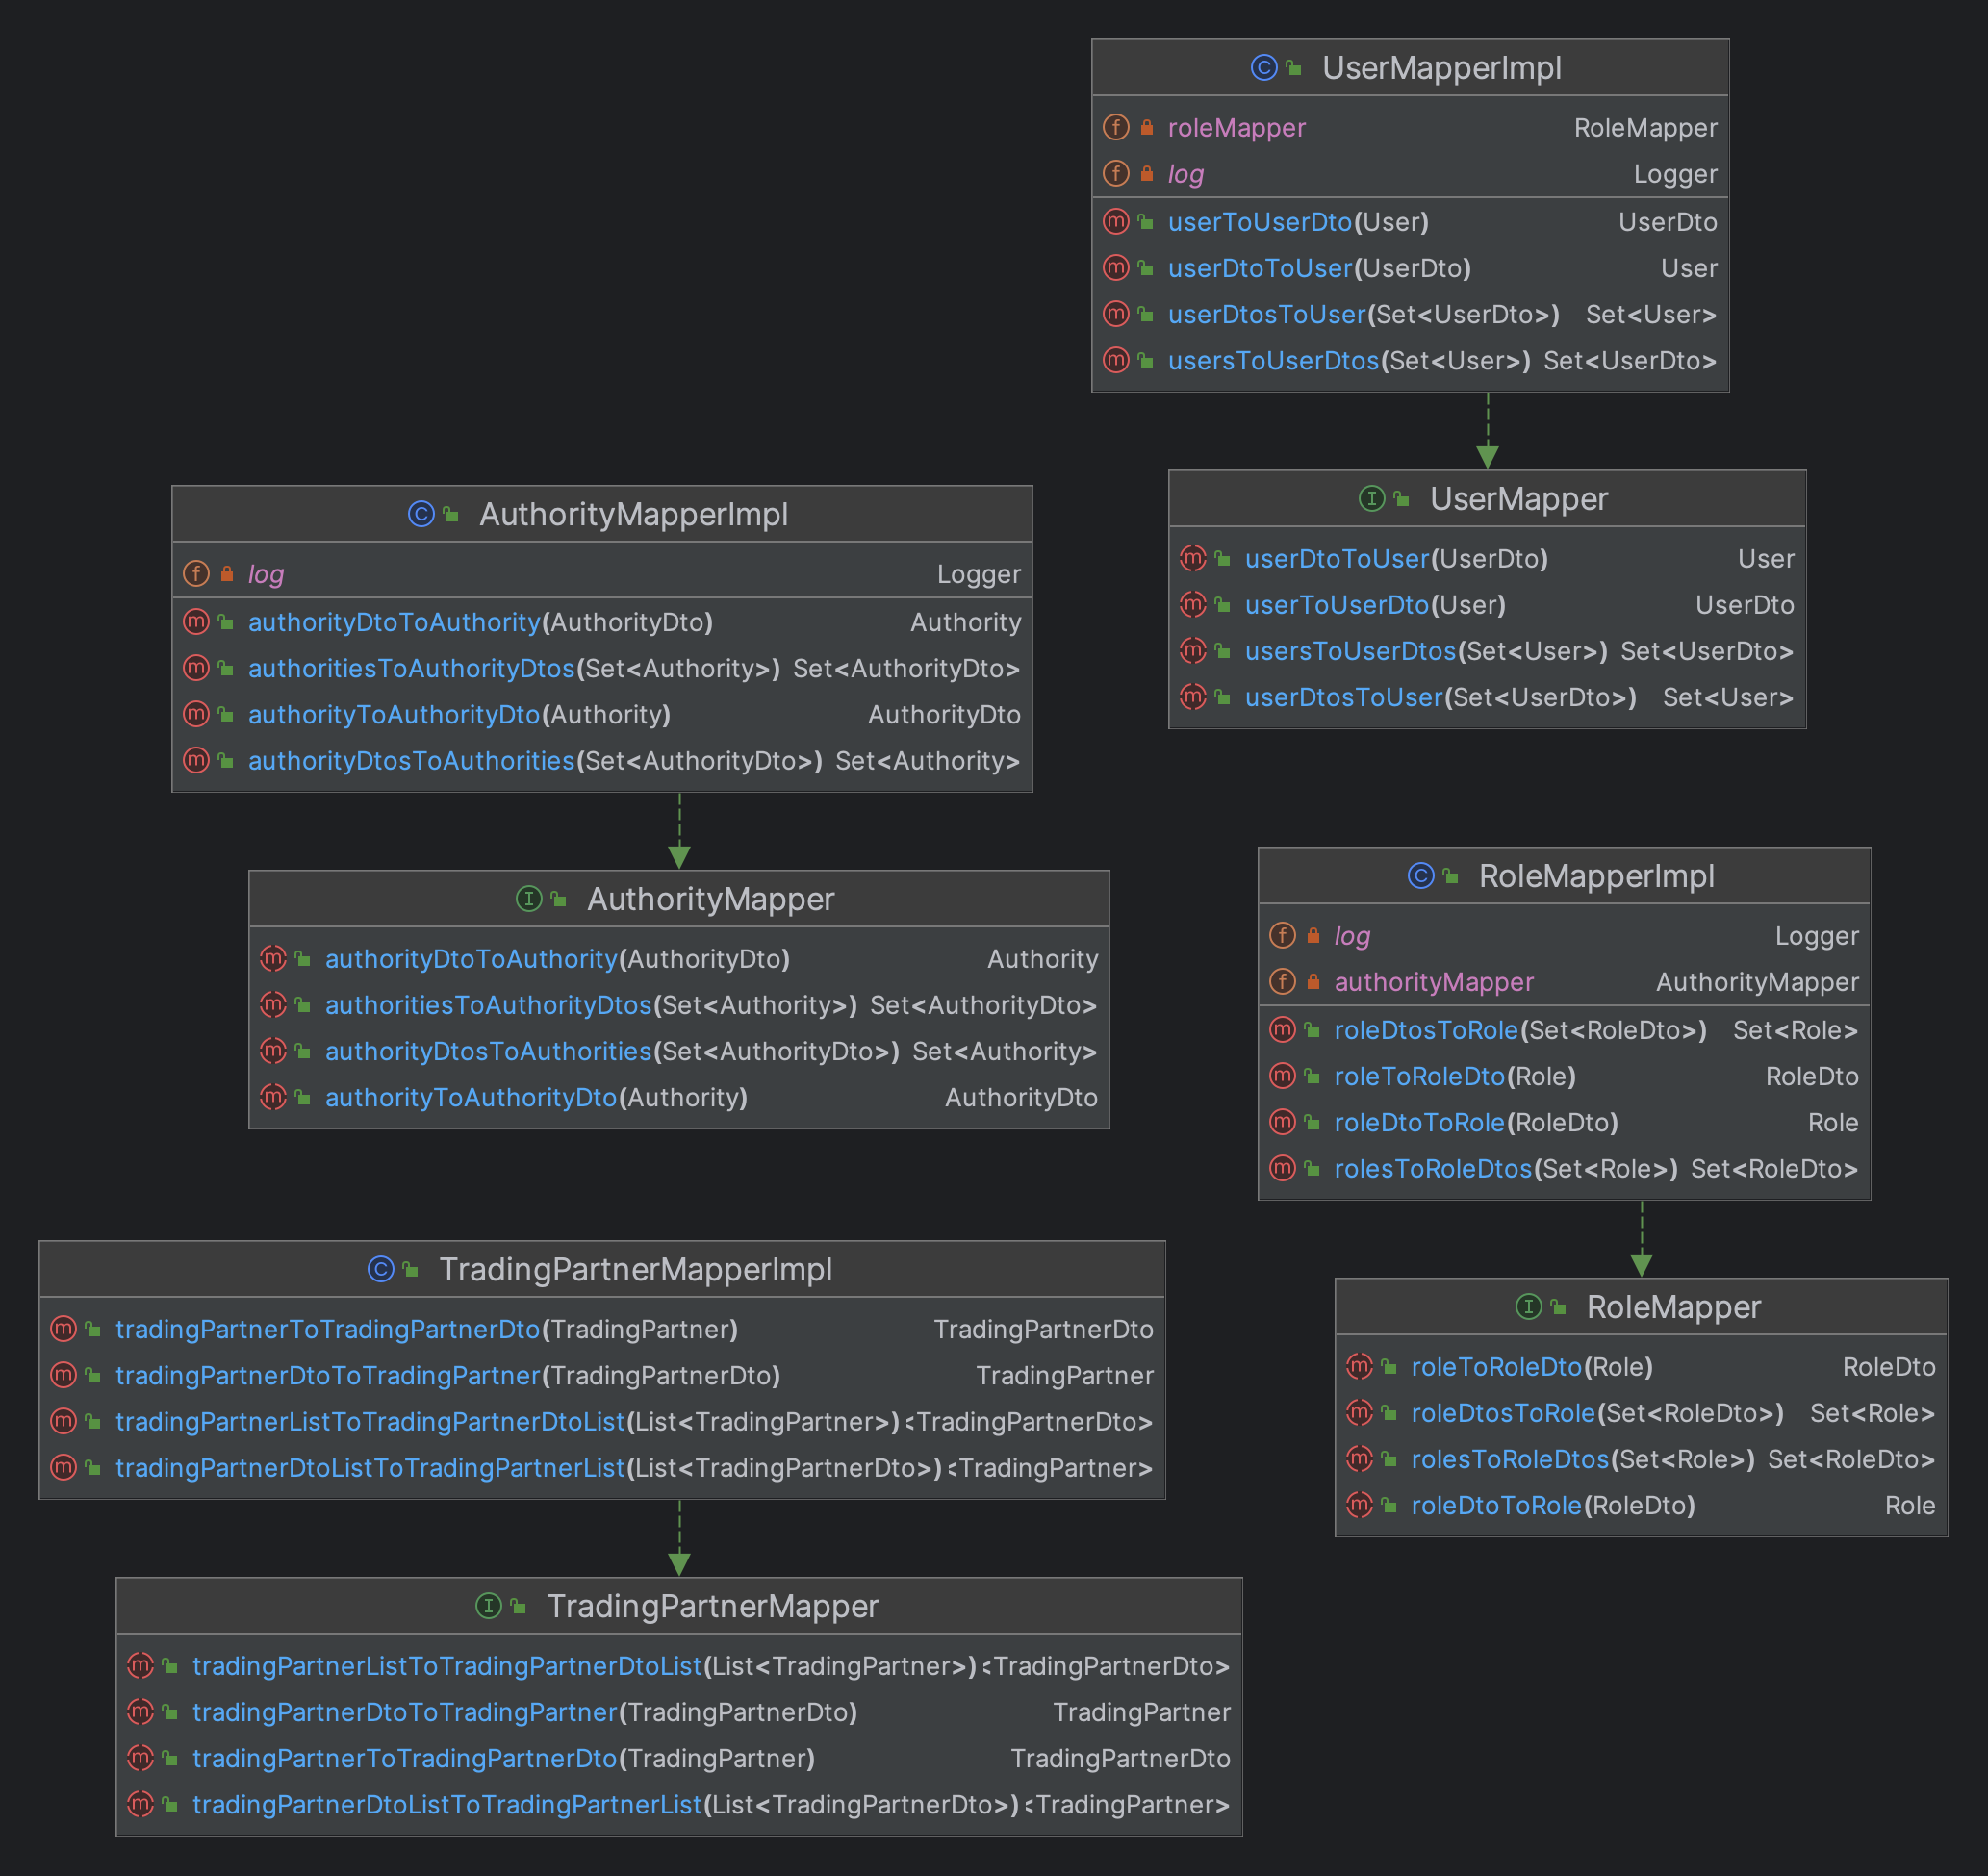 UserMapperImpl
roleMapper RoleMapper
log Logger
userToUserDto(User) UserDto
userDtoToUser(UserDto) User
userDtosToUser(Set<UserDto>) Set<User>
usersToUserDtos(Set<User>) Set<UserDto>
UserMapper
userDtoToUser(UserDto) User
userToUserDto(User) UserDto
usersToUserDtos(Set<User>) Set<UserDto>
userDtosToUser(Set<UserDto>) Set<User>
AuthorityMapperImpl
log Logger
authorityDtoToAuthority(AuthorityDto) Authority
authoritiesToAuthorityDtos(Set<Authority>) Set<AuthorityDto>
authorityToAuthorityDto(Authority) AuthorityDto
authorityDtosToAuthorities(Set<AuthorityDto>) Set<Authority>
AuthorityMapper
authorityDtoToAuthority(AuthorityDto) Authority
authoritiesToAuthorityDtos(Set<Authority>) Set<AuthorityDto>
authorityDtosToAuthorities(Set<AuthorityDto>) Set<Authority>
authorityToAuthorityDto(Authority) AuthorityDto
RoleMapperImpl
log Logger
authorityMapper AuthorityMapper
roleDtosToRole(Set<RoleDto>) Set<Role>
roleToRoleDto(Role) RoleDto
roleDtoToRole(RoleDto) Role
rolesToRoleDtos(Set<Role>) Set<RoleDto>
RoleMapper
roleToRoleDto(Role) RoleDto
roleDtosToRole(Set<RoleDto>) Set<Role>
rolesToRoleDtos(Set<Role>) Set<RoleDto>
roleDtoToRole(RoleDto) Role
TradingPartnerMapperImpl
tradingPartnerToTradingPartnerDto(TradingPartner) TradingPartnerDto
tradingPartnerDtoToTradingPartner(TradingPartnerDto) TradingPartner
tradingPartnerListToTradingPartnerDtoList(List<TradingPartner>) <TradingPartnerDto>
tradingPartnerDtoListToTradingPartnerList(List<TradingPartnerDto>) <TradingPartner>
TradingPartnerMapper
tradingPartnerListToTradingPartnerDtoList(List<TradingPartner>) <TradingPartnerDto>
tradingPartnerDtoToTradingPartner(TradingPartnerDto) TradingPartner
tradingPartnerToTradingPartnerDto(TradingPartner) TradingPartnerDto
tradingPartnerDtoListToTradingPartnerList(List<TradingPartnerDto>) <TradingPartner>